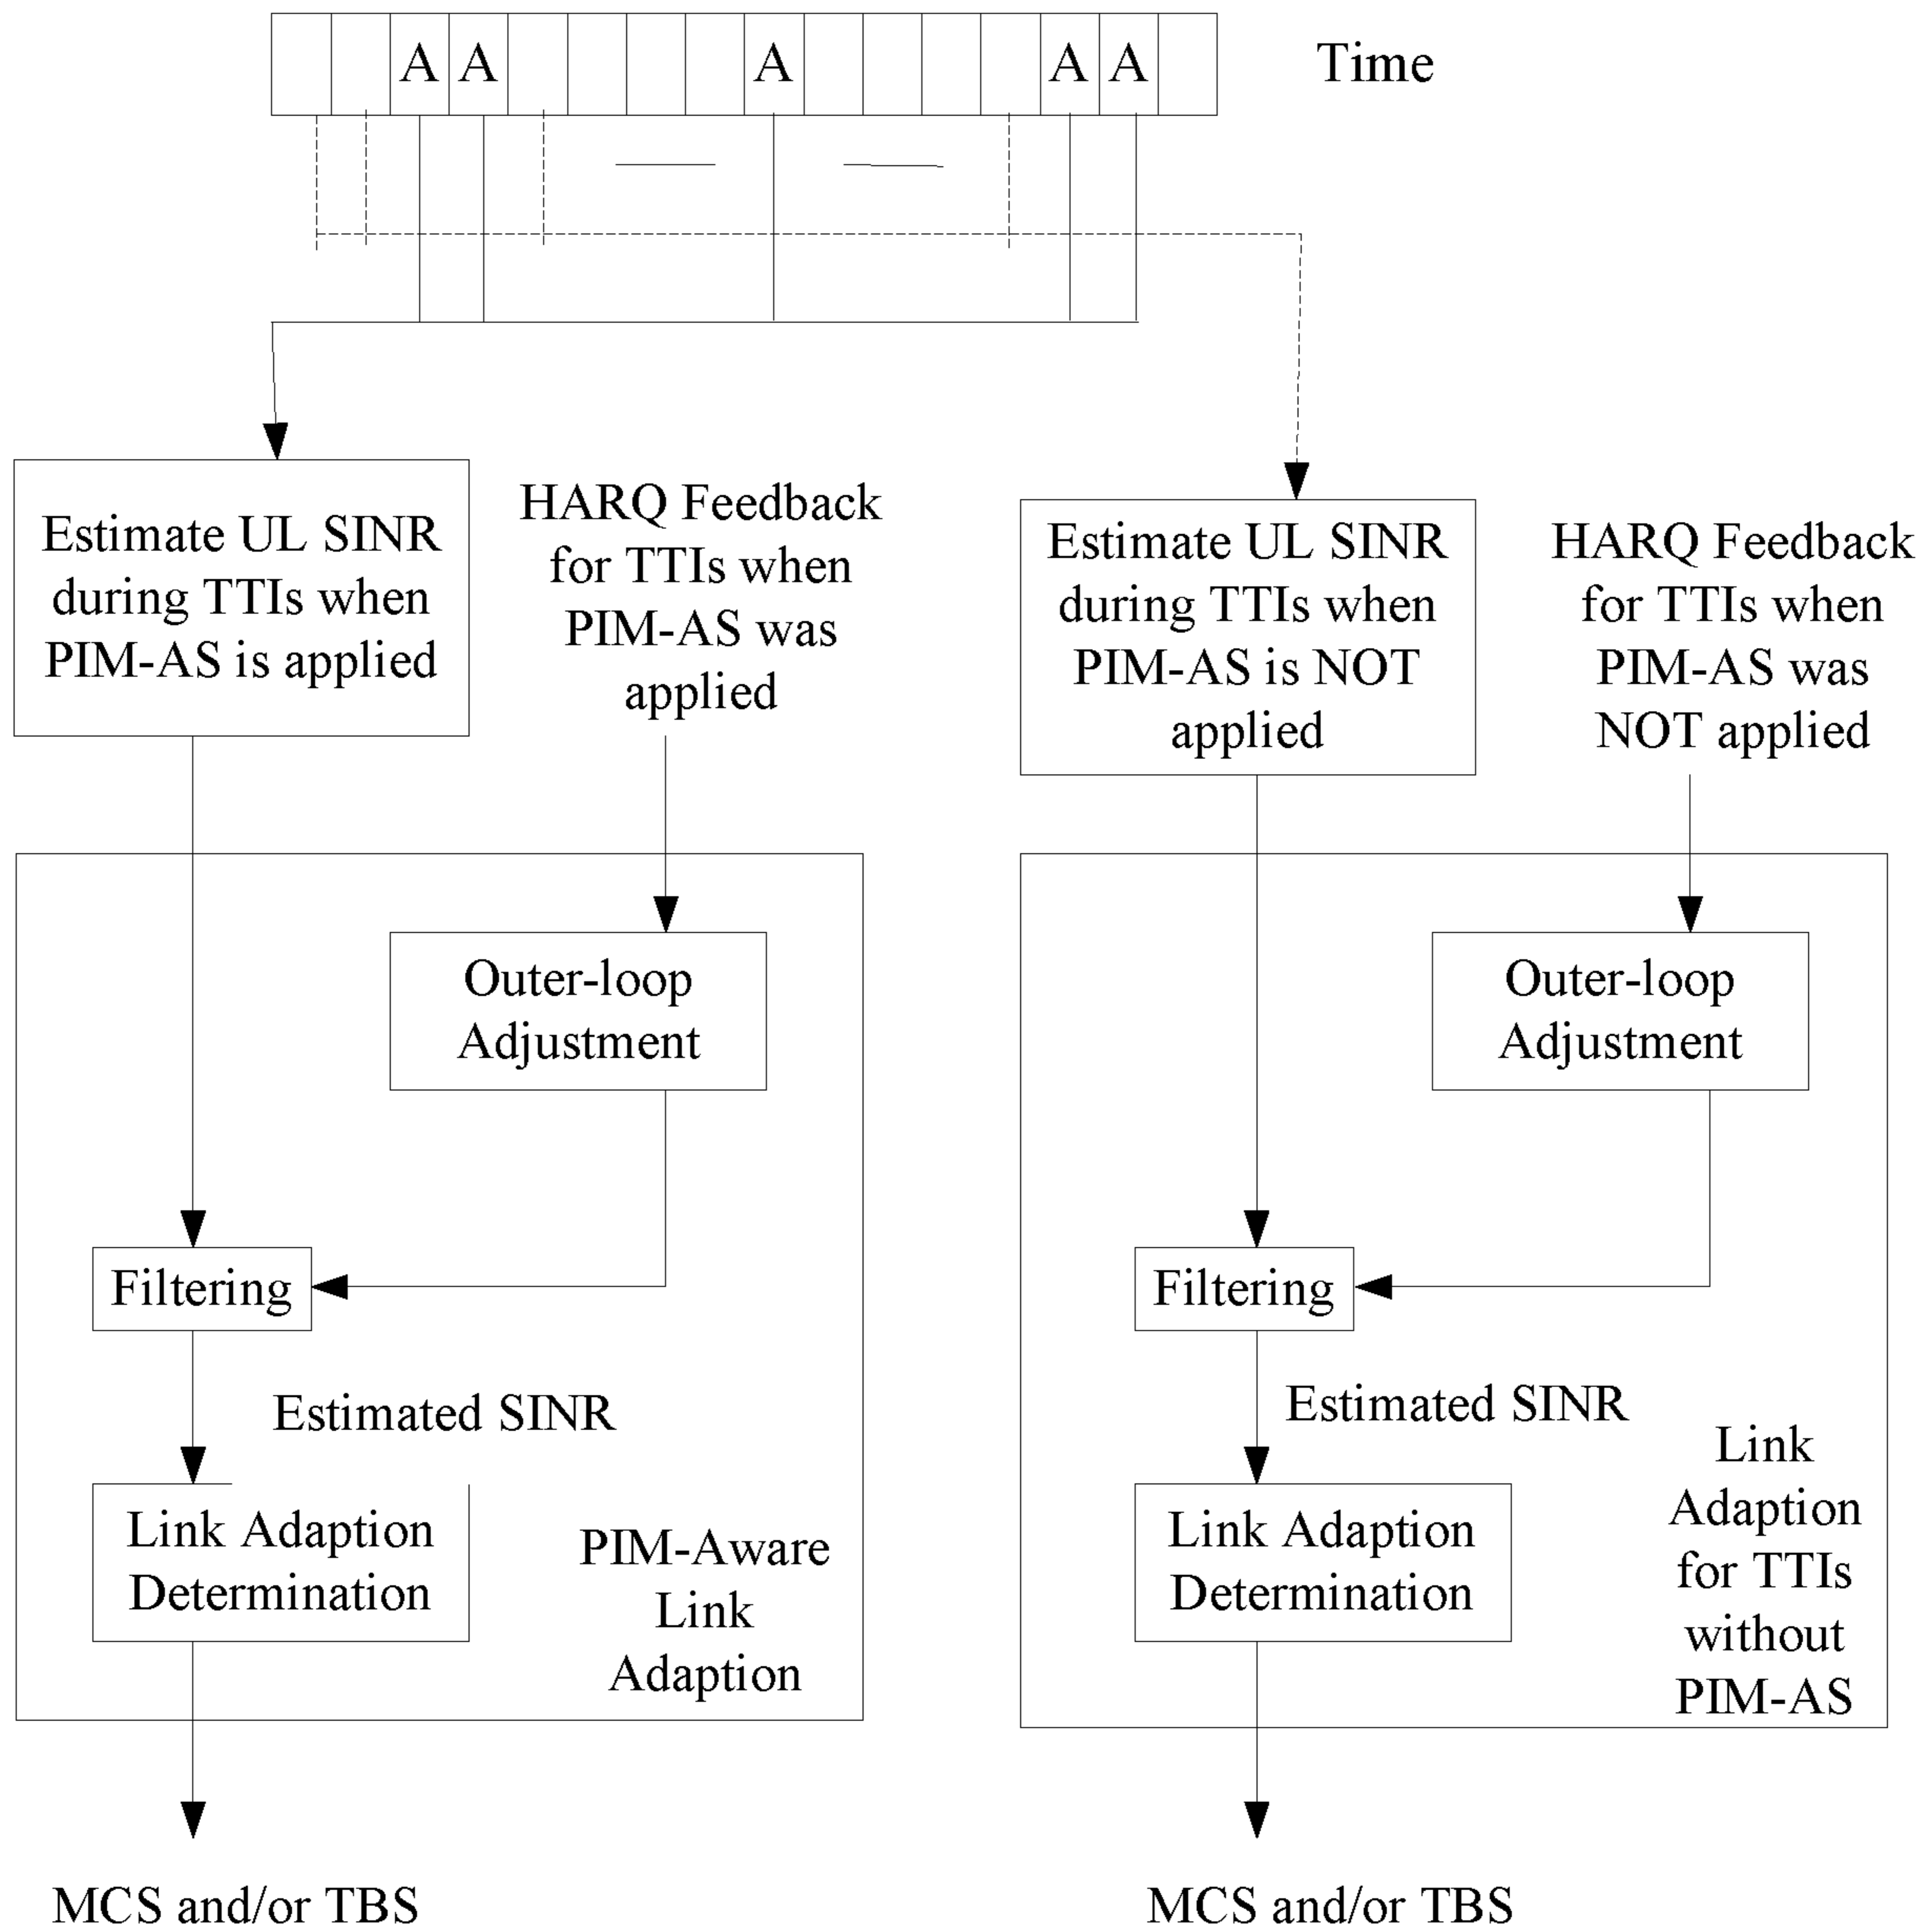 A A A A A Time
Estimate UL SINR
during TTIs when
PIM-AS is applied
HARQ Feedback
for TTIs when
PIM-AS was
applied
Estimate UL SINR
during TTIs when
PIM-AS is NOT
applied
HARQ Feedback
for TTIs when
PIM-AS was
NOT applied
Outer-loop
Adjustment
Filtering
Estimated SINR
Link Adaption
Determination
PIM-Aware
Link
Adaption
MCS and/or TBS
Outer-loop
Adjustment
Filtering
Estimated SINR
Link Adaption
Determination
Link
Adaption
for TTIs
without
PIM-AS
MCS and/or TBS